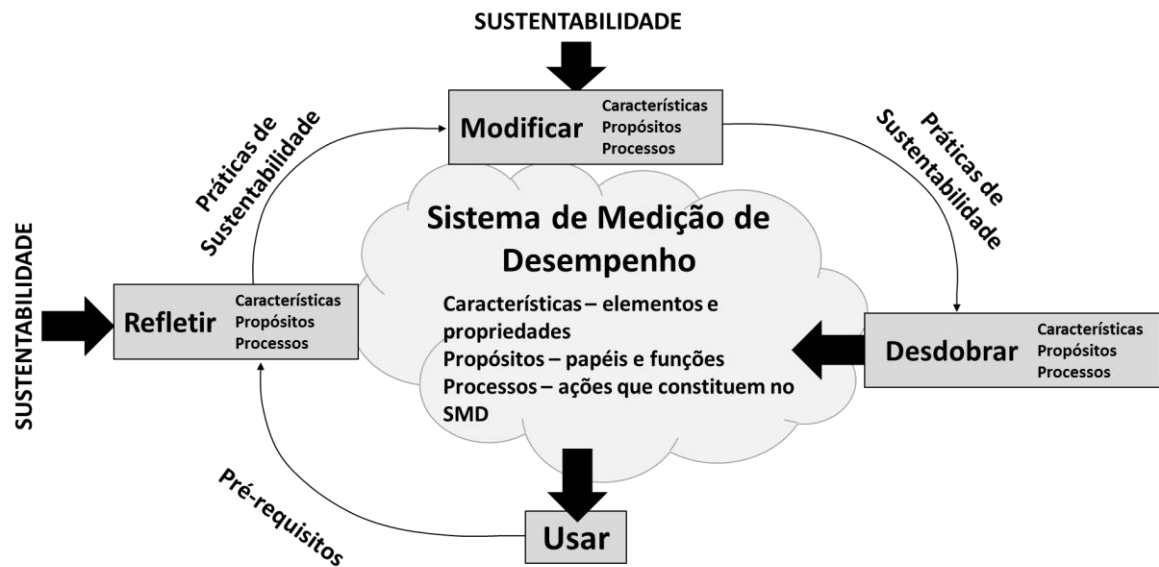 SUSTENTABILIDADE
Modificar
Características
Propósitos
Processos
Práticas de
Sustentabilidade
Práticas de
Sustentabilidade
Sistema de Medição de
Desempenho
Características – elementos e
propriedades
Propósitos – papéis e funções
Processos – ações que constituem no
SMD
SUSTENTABILIDADE
Refletir
Características
Propósitos
Processos
Desdobrar
Características
Propósitos
Processos
Pré-requisitos
Usar